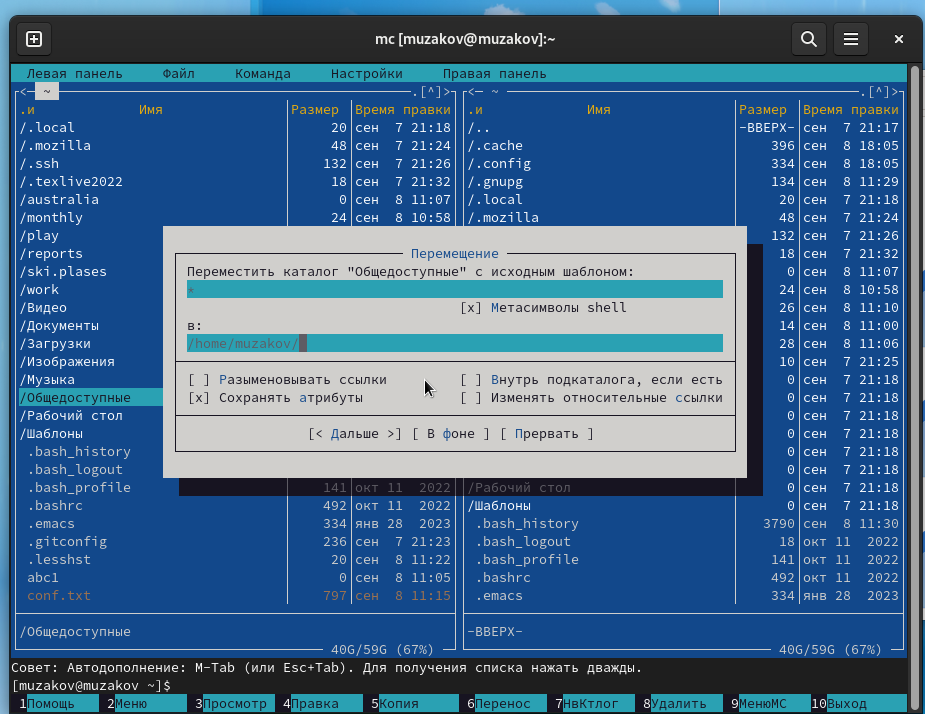 mc [muzakov@muzakov]:~
Левая панель Файл Команда Настройки Правая панель
<- ~ .[^]> <- ~ .[^]>
.и Имя Размер Время правки .и Имя Размер Время правки
/.local 20 сен 7 21:18 /.. -ВВЕРХ- сен 7 21:17
/.mozilla 48 сен 7 21:24 /.cache 396 сен 8 18:05
/.ssh 132 сен 7 21:26 /.config 334 сен 8 18:05
/.texlive2022 18 сен 7 21:32 /.gnupg 134 сен 8 11:29
/australia 0 сен 8 11:07 /.local 20 сен 7 21:18
/monthly 24 сен 8 10:58 /.mozilla 48 сен 7 21:24
/play 132 сен 7 21:26
/reports 18 сен 7 21:32
/ski.plases 0 сен 8 11:07
/work 24 сен 8 10:58
/Видео 26 сен 8 11:10
/Документы 14 сен 8 11:00
/Загрузки 28 сен 8 11:06
/Изображения 10 сен 7 21:25
/Музыка 0 сен 7 21:18
/Общедоступные 0 сен 7 21:18
/Рабочий стол 0 сен 7 21:18
/Шаблоны 0 сен 7 21:18
.bash_history 0 сен 7 21:18
.bash_logout 0 сен 7 21:18
Перемещение
Переместить каталог "Общедоступные" с исходным шаблоном:
*
[x] Метасимволы shell
в:
/home/muzakov/
[ ] Разыменовывать ссылки [ ] Внутрь подкаталога, если есть
[x] Сохранять атрибуты [ ] Изменять относительные ссылки
[< Дальше >] [ В фоне ] [ Прервать ]
.bash_profile 141 окт 11 2022 /Рабочий стол 0 сен 7 21:18
.bashrc 492 окт 11 2022 /Шаблоны 0 сен 7 21:18
.emacs 334 янв 28 2023 .bash_history 3790 сен 8 11:30
.gitconfig 236 сен 7 21:23 .bash_logout 18 окт 11 2022
.lesshst 20 сен 8 11:22 .bash_profile 141 окт 11 2022
abc1 0 сен 8 11:05 .bashrc 492 окт 11 2022
conf.txt 797 сен 8 11:15 .emacs 334 янв 28 2023
/Общедоступные -ВВЕРХ-
40G/59G (67%) 40G/59G (67%)
Совет: Автодополнение: M-Tab (или Esc+Tab). Для получения списка нажать дважды.
[muzakov@muzakov ~]$
1Помощь 2Меню 3Просмотр 4Правка 5Копия 6Перенос 7НвКтлог 8Удалить 9МенюMC 10Выход